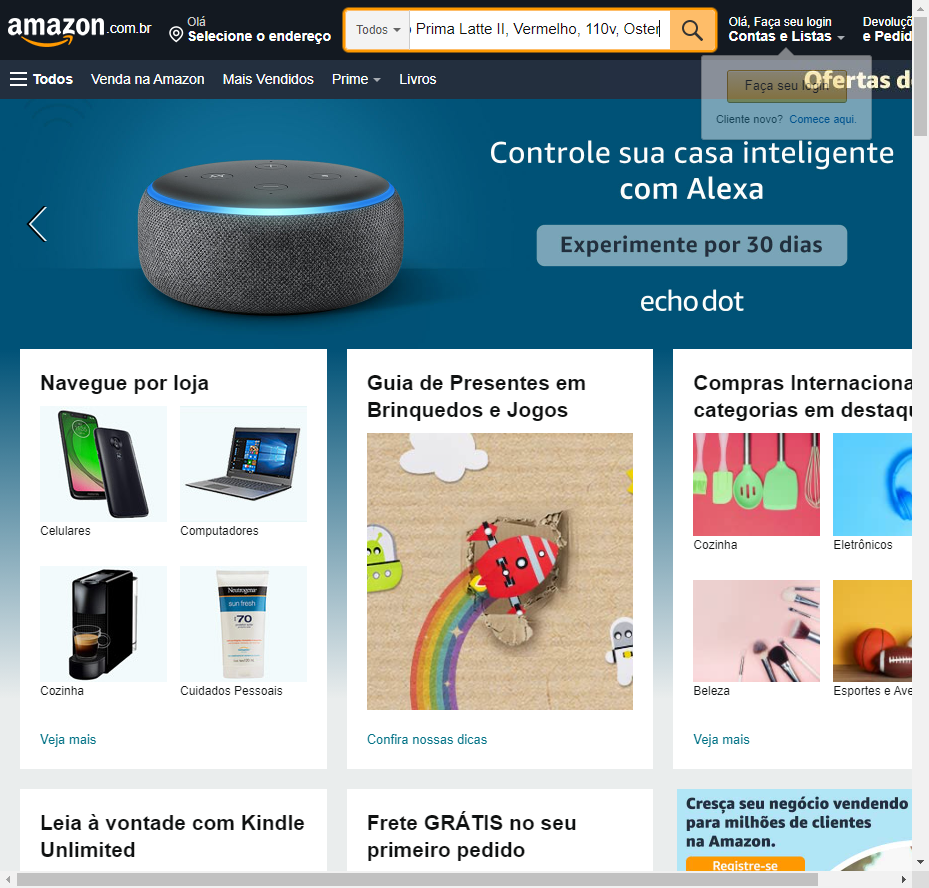 amazon.com.br
Olá
Selecione o endereço
Todos
Prima Latte II, Vermelho, 110v, Oster
Olá, Faça seu login
Contas e Listas
Devoluçõ
e Pedid
Todos
Venda na Amazon
Mais Vendidos
Prime
Livros
Ofertas d
Faça seu login
Cliente novo? Comece aqui.
Controle sua casa inteligente
com Alexa
Experimente por 30 dias
echo dot
Navegue por loja
Celulares
Computadores
Cozinha
Cuidados Pessoais
Neutrogena
sun fresh
70
Veja mais
Guia de Presentes em
Brinquedos e Jogos
Confira nossas dicas
Compras Internaciona
categorias em destaqu
Cozinha
Eletrônicos
Beleza
Esportes e Ave
Veja mais
Leia à vontade com Kindle
Unlimited
Frete GRÁTIS no seu
primeiro pedido
Cresça seu negócio vendendo
para milhões de clientes
na Amazon.
Registre-se